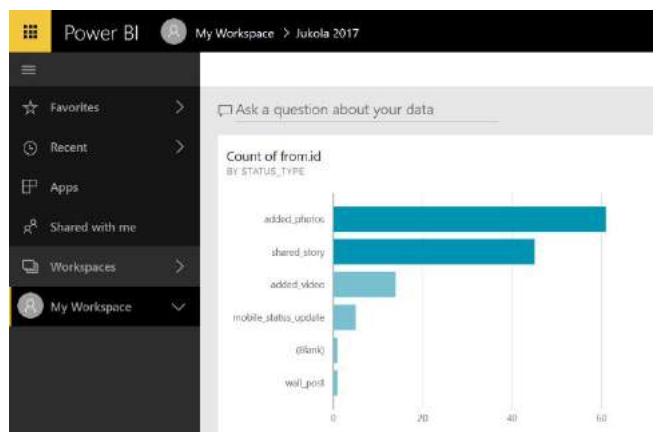 Power BI
My Workspace > Jukola 2017
Favorites
Recent
Apps
Shared with me
Workspaces
My Workspace
Ask a question about your data
Count of from.id
BY STATUS_TYPE
added_photos
shared_story
added_video
mobile_status_update
(Blank)
wall_post
0 20 40 60